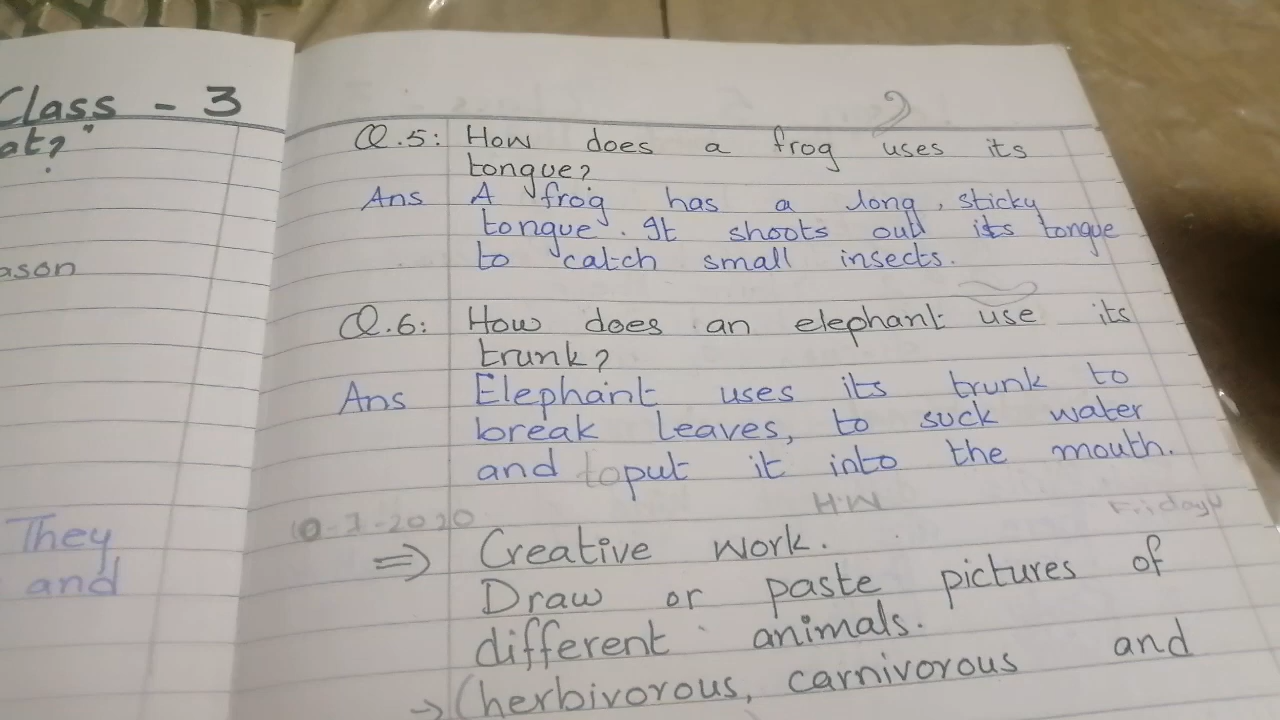 Class - 3
at?"
ason
They
and
Q.5: How does a frog uses its
tongue?
Ans A frog has a long, sticky
tongue. It shoots out its tongue
to catch small insects.
Q.6: How does an elephant use its
trunk?
Ans Elephant uses its trunk to
break leaves, to suck water
and to put it into the mouth.
10-7-2020 H.W Friday
⇒ Creative work.
Draw or paste pictures of
different animals.
→ (herbivorous, carnivorous and